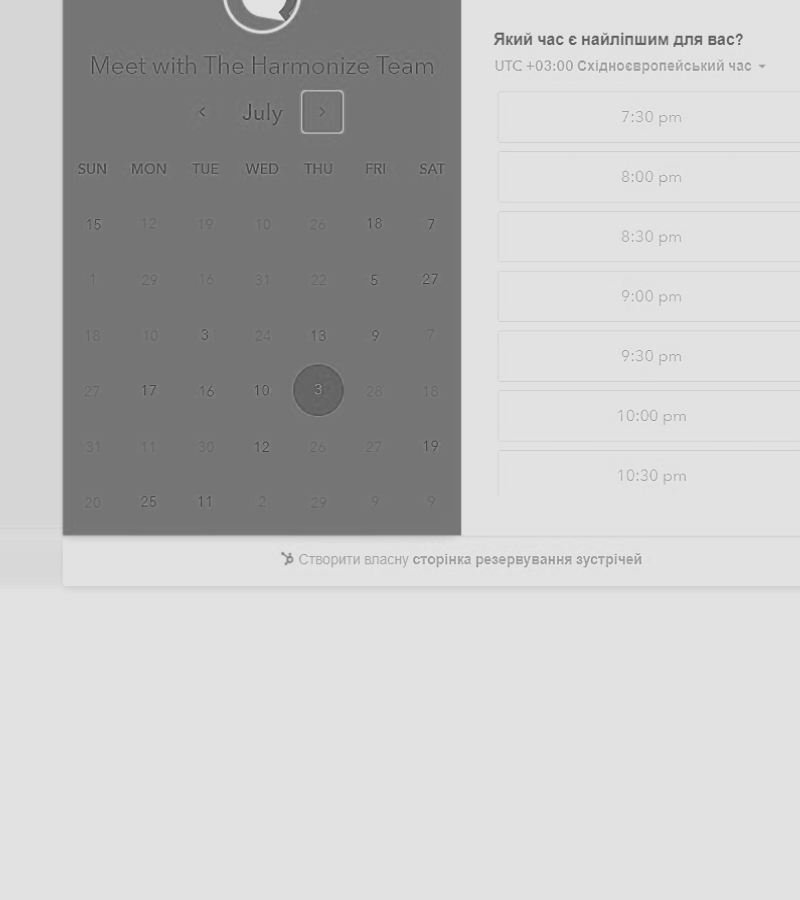 Meet with The Harmonize Team
July
SUN MON TUE WED THU FRI SAT
15 12 19 10 26 18 7
1 29 16 31 22 5 27
18 10 3 24 13 9 7
27 17 16 10 3 28 18
31 11 30 12 26 27 19
20 25 11 2 29 9 9
Який час є найліпшим для вас?
UTC +03:00 Східноєвропейський час
7:30 pm
8:00 pm
8:30 pm
9:00 pm
9:30 pm
10:00 pm
10:30 pm
Створити власну сторінка резервування зустрічей